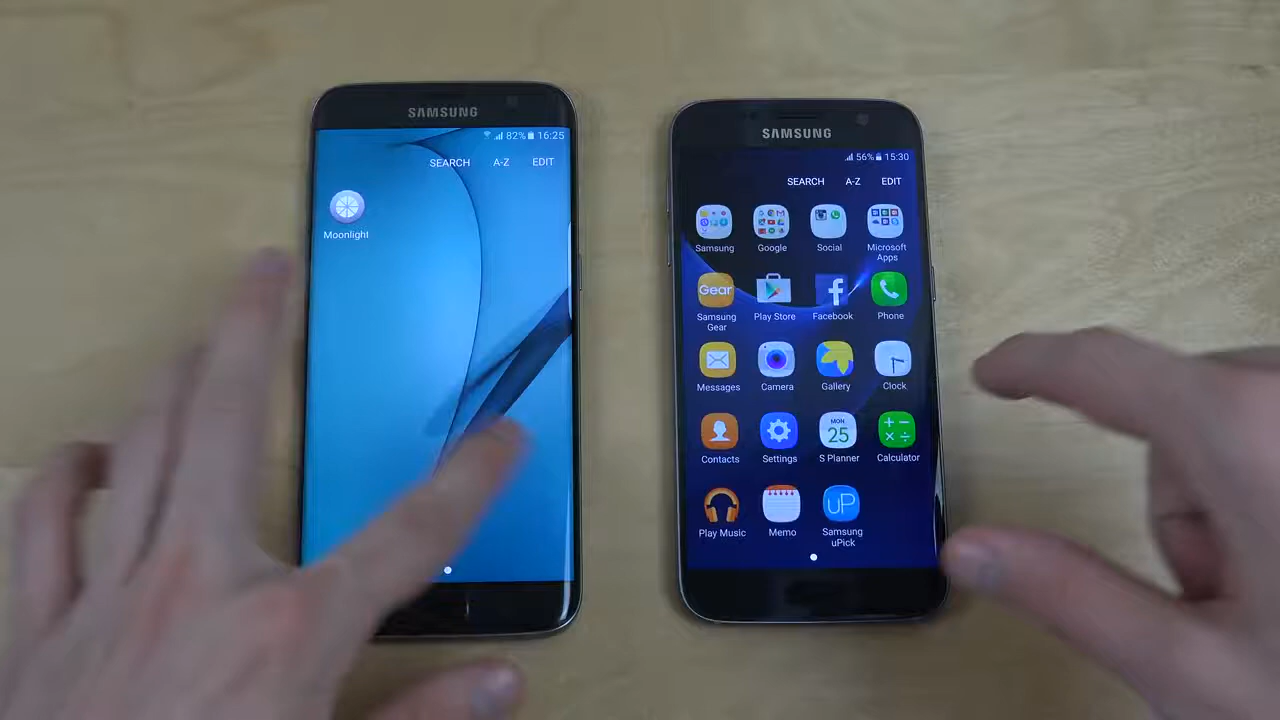 SAMSUNG
82% 16:25
SEARCH A-Z EDIT
Moonlight
SAMSUNG
56% 15:30
SEARCH A-Z EDIT
Samsung Google Social Microsoft Apps
Gear
Samsung Gear Play Store Facebook Phone
Messages Camera Gallery Clock
MON
25
Contacts Settings S Planner Calculator
uP
Play Music Memo Samsung uPick